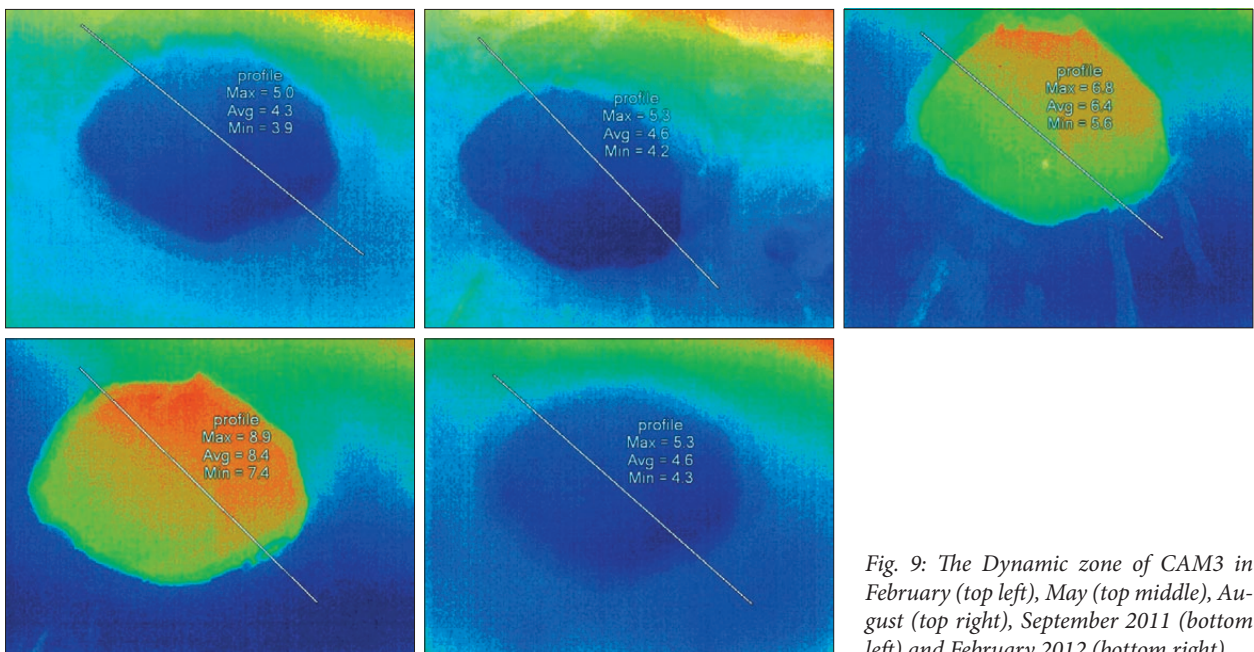 profile
Max = 5.0
Avg = 4.3
Min = 3.9
profile
Max = 5.3
Avg = 4.6
Min = 4.2
profile
Max = 6.8
Avg = 6.4
Min = 5.6
profile
Max = 8.9
Avg = 8.4
Min = 7.4
profile
Max = 5.3
Avg = 4.6
Min = 4.3
Fig. 9: The Dynamic zone of CAM3 in
February (top left), May (top middle), Au-
gust (top right), September 2011 (bottom
left) and February 2012 (bottom right).